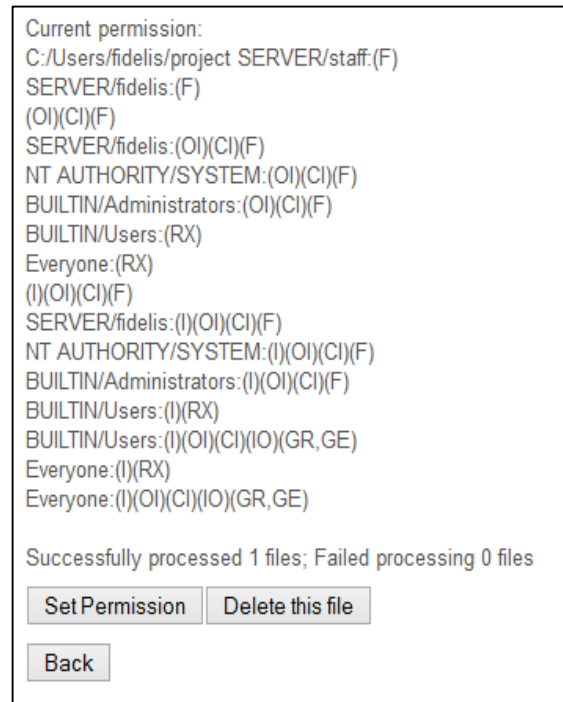 Current permission:
C:/Users/fidelis/project SERVER/staff:(F)
SERVER/fidelis:(F)
(OI)(CI)(F)
SERVER/fidelis:(OI)(CI)(F)
NT AUTHORITY/SYSTEM:(OI)(CI)(F)
BUILTIN/Administrators:(OI)(CI)(F)
BUILTIN/Users:(RX)
Everyone:(RX)
(I)(OI)(CI)(F)
SERVER/fidelis:(I)(OI)(CI)(F)
NT AUTHORITY/SYSTEM:(I)(OI)(CI)(F)
BUILTIN/Administrators:(I)(OI)(CI)(F)
BUILTIN/Users:(I)(RX)
BUILTIN/Users:(I)(OI)(CI)(IO)(GR,GE)
Everyone:(I)(RX)
Everyone:(I)(OI)(CI)(IO)(GR,GE)
Successfully processed 1 files; Failed processing 0 files
Set Permission Delete this file
Back